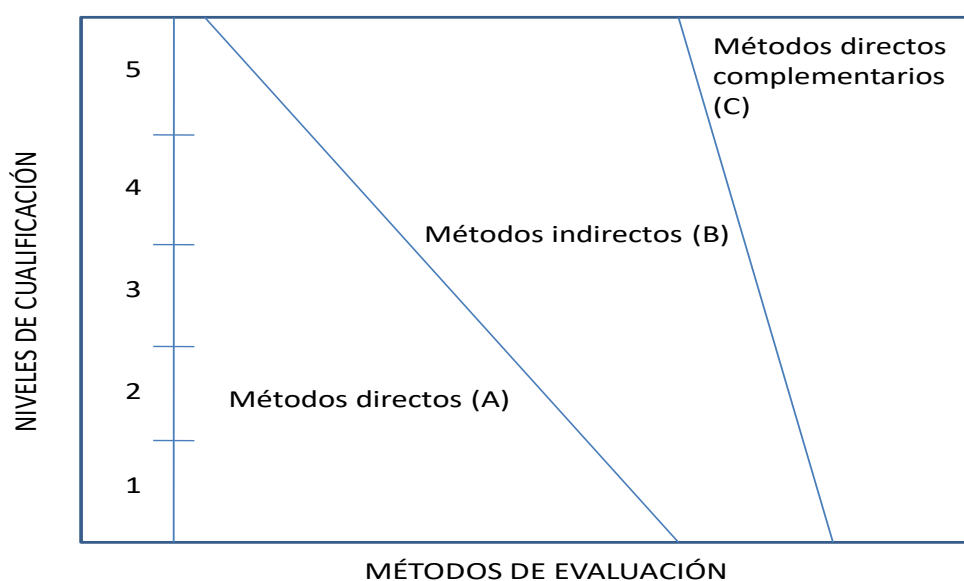 NIVELES DE CUALIFICACIÓN
5
4
3
2
1
Métodos directos
complementarios
(C)
Métodos indirectos (B)
Métodos directos (A)
MÉTODOS DE EVALUACIÓN